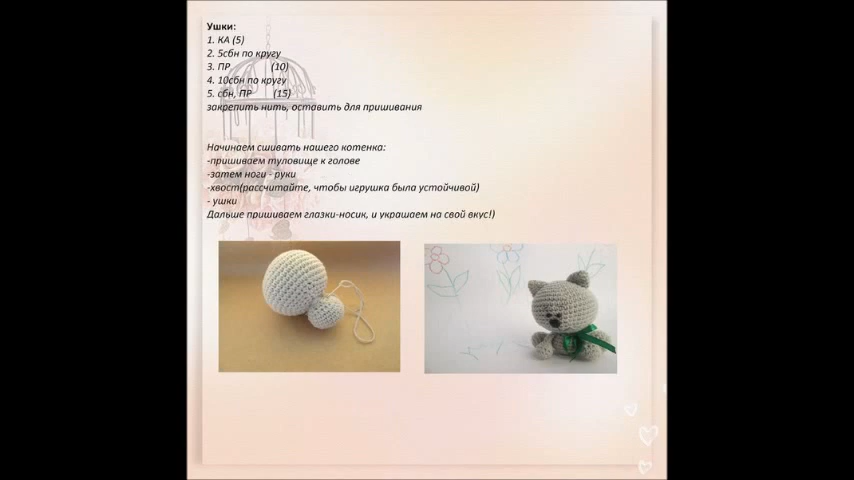 Ушки:
1. КА (5)
2. 5сбн по кругу
3. ПР (10)
4. 10сбн по кругу
5. сбн, ПР (15)
закрепить нить, оставить для пришивания
Начинаем сшивать нашего котенка:
-пришиваем туловище к голове
-затем ноги - руки
-хвост(рассчитайте, чтобы игрушка была устойчивой)
- ушки
Дальше пришиваем глазки-носик, и украшаем на свой вкус!)